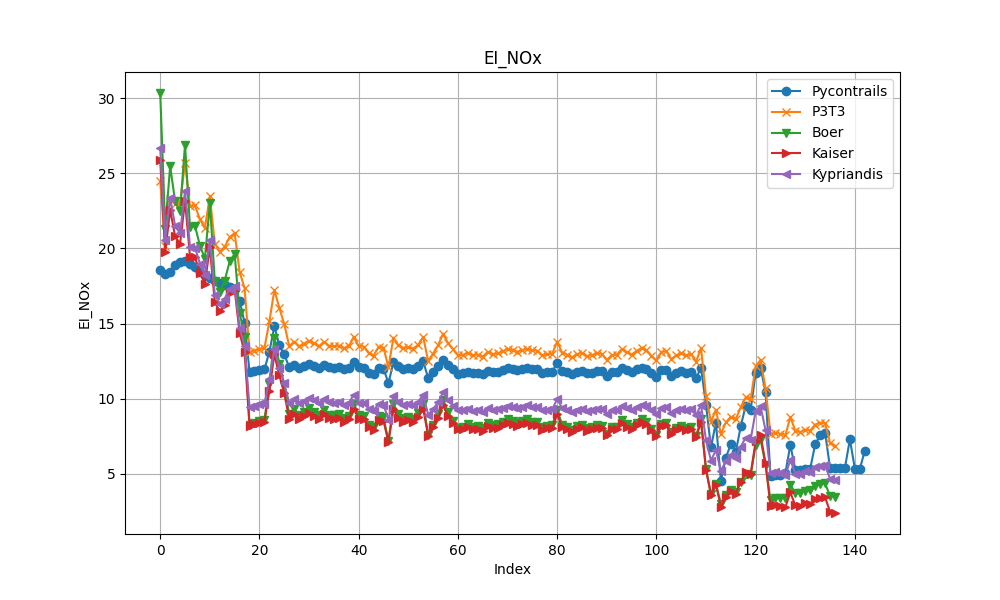 EI_NOx
Pycontrails
P3T3
Boer
Kaiser
Kypriandis
EI_NOx
30
25
20
15
10
5
0
20
40
60
80
100
120
140
Index